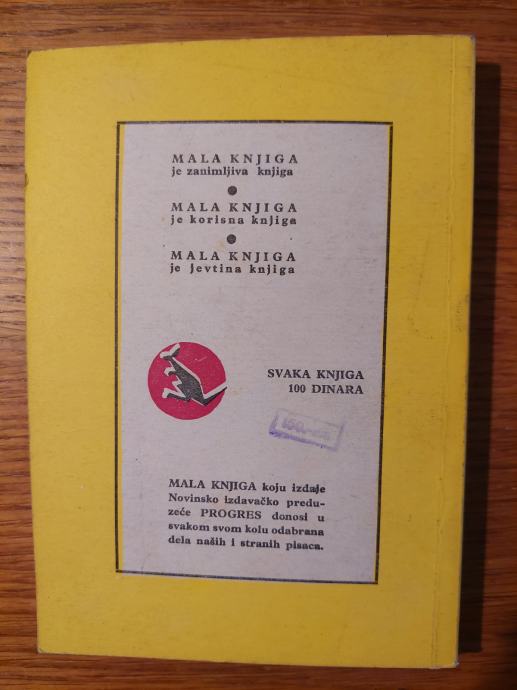 MALA KNJIGA
je zanimljiva knjiga
MALA KNJIGA
je korisna knjiga
MALA KNJIGA
je jevtina knjiga
SVAKA KNJIGA
100 DINARA
MALA KNJIGA koju izdaje
Novinsko izdavačko predu-
zeće PROGRES donosi u
svakom svom kolu odabrana
dela naših i stranih pisaca.